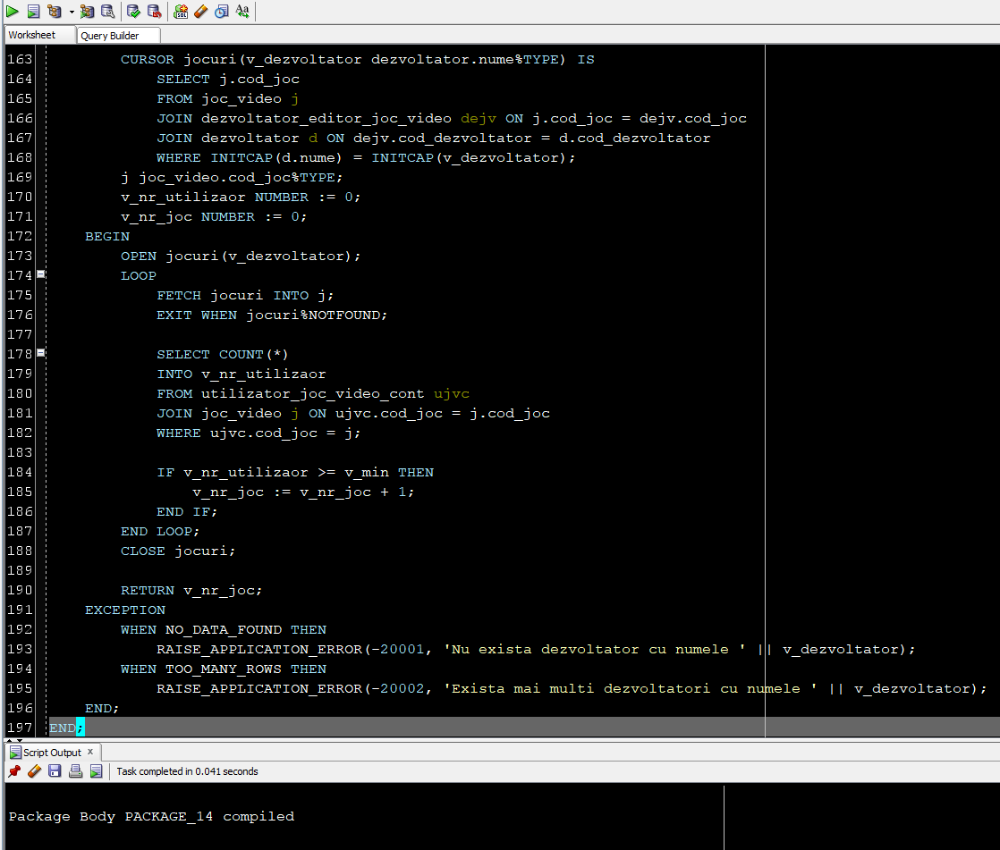 Worksheet Query Builder
163 CURSOR jocuri(v_dezvoltator dezvoltator.nume%TYPE) IS
164 SELECT j.cod_joc
165 FROM joc_video j
166 JOIN dezvoltator_editor_joc_video dejv ON j.cod_joc = dejv.cod_joc
167 JOIN dezvoltator d ON dejv.cod_dezvoltator = d.cod_dezvoltator
168 WHERE INITCAP(d.nume) = INITCAP(v_dezvoltator);
169 j joc_video.cod_joc%TYPE;
170 v_nr_utilizaor NUMBER := 0;
171 v_nr_joc NUMBER := 0;
172 BEGIN
173 OPEN jocuri(v_dezvoltator);
174 LOOP
175 FETCH jocuri INTO j;
176 EXIT WHEN jocuri%NOTFOUND;
177
178 SELECT COUNT(*)
179 INTO v_nr_utilizaor
180 FROM utilizator_joc_video_cont ujvc
181 JOIN joc_video j ON ujvc.cod_joc = j.cod_joc
182 WHERE ujvc.cod_joc = j;
183
184 IF v_nr_utilizaor >= v_min THEN
185 v_nr_joc := v_nr_joc + 1;
186 END IF;
187 END LOOP;
188 CLOSE jocuri;
189
190 RETURN v_nr_joc;
191 EXCEPTION
192 WHEN NO_DATA_FOUND THEN
193 RAISE_APPLICATION_ERROR(-20001, 'Nu exista dezvoltator cu numele ' || v_dezvoltator);
194 WHEN TOO_MANY_ROWS THEN
195 RAISE_APPLICATION_ERROR(-20002, 'Exista mai multi dezvoltatori cu numele ' || v_dezvoltator);
196 END;
197 END;
Script Output x
Task completed in 0.041 seconds
Package Body PACKAGE_14 compiled